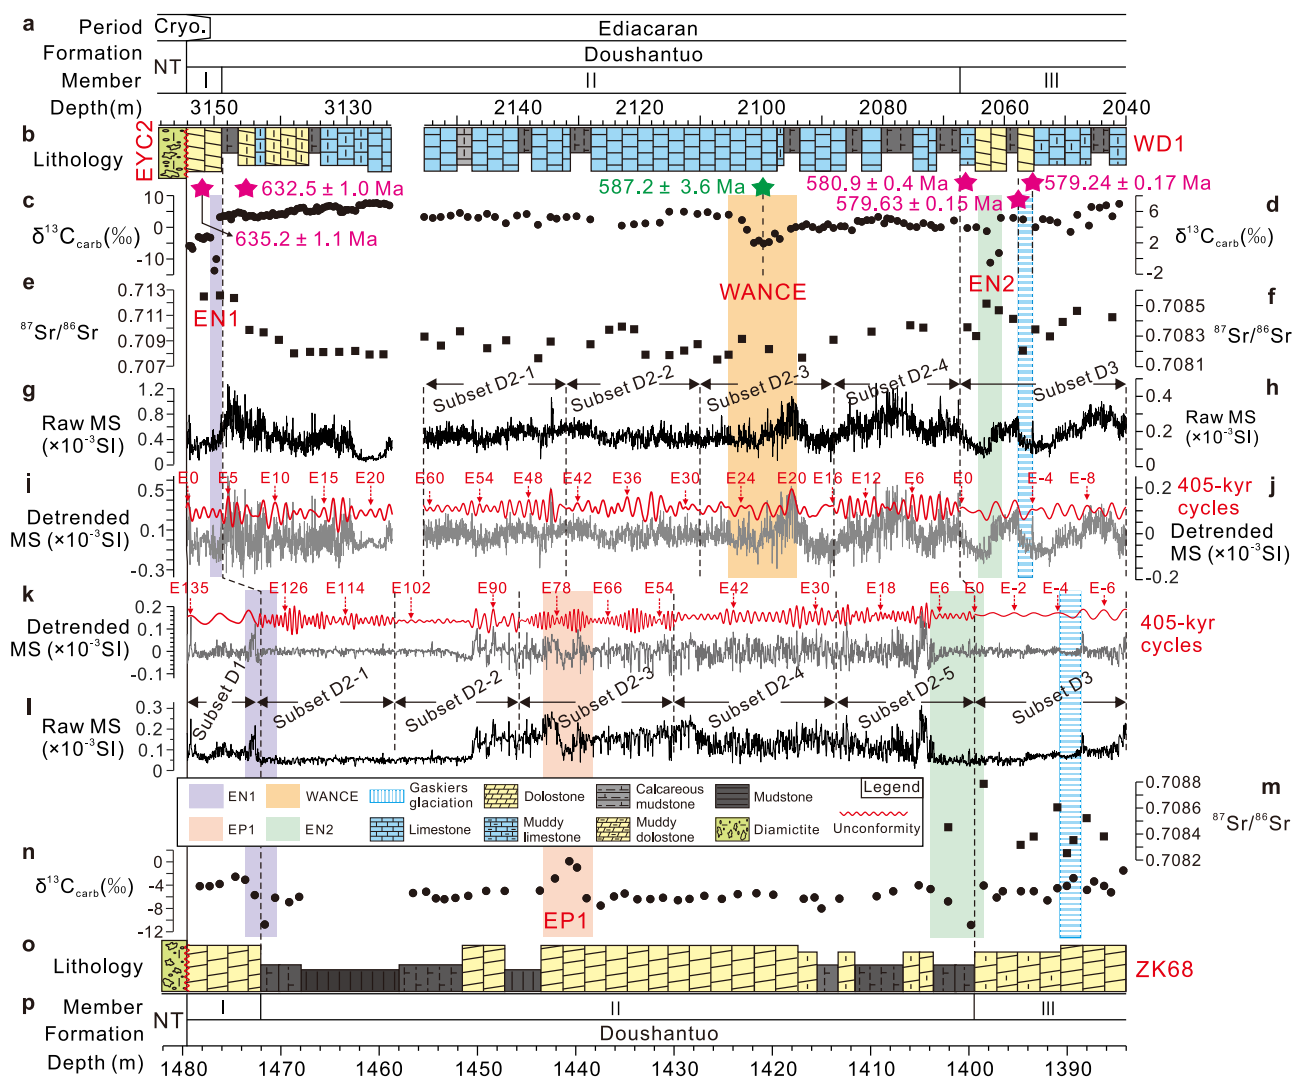 a Period Cryo. Ediacaran
Formation NT Doushantuo
Member I II III
Depth(m) 3150 3130 2140 2120 2100 2080 2060 2040
b Lithology EYC2 WD1
632.5 ± 1.0 Ma 587.2 ± 3.6 Ma 580.9 ± 0.4 Ma 579.24 ± 0.17 Ma
579.63 ± 0.15 Ma
635.2 ± 1.1 Ma
c δ¹³Ccarb(‰) 10 0 -10
d δ¹³Ccarb(‰) 6 2 -2
EN1 WANCE EN2
e ⁸⁷Sr/⁸⁶Sr 0.713 0.709 0.707
f ⁸⁷Sr/⁸⁶Sr 0.7085 0.7083 0.7081
Subset D2-1 Subset D2-2 Subset D2-3 Subset D2-4 Subset D3
g Raw MS (×10⁻³SI) 1.2 0.8 0.4 0
h Raw MS (×10⁻³SI) 0.4 0.2 0
E0 E5 E10 E15 E20 E60 E54 E48 E42 E36 E30 E24 E20 E16 E12 E6 E0 E-4 E-8
i Detrended MS (×10⁻³SI) 0.5 0.1 -0.3
j 405-kyr cycles Detrended MS (×10⁻³SI) 0.2 0 -0.2
E135 E126 E114 E102 E90 E78 E66 E54 E42 E30 E18 E6 E0 E-2 E-4 E-6
k Detrended MS (×10⁻³SI) 0.2 0.1 0 -0.1
405-kyr cycles
Subset D1 Subset D2-1 Subset D2-2 Subset D2-3 Subset D2-4 Subset D2-5 Subset D3
l Raw MS (×10⁻³SI) 0.3 0.1 0
Legend
EN1 WANCE Gaskiers glaciation Dolostone Calcareous mudstone Mudstone
EP1 EN2 Limestone Muddy limestone Muddy dolostone Diamictite Unconformity
m ⁸⁷Sr/⁸⁶Sr 0.7088 0.7086 0.7084 0.7082
n δ¹³Ccarb(‰) 0 -4 -8 -12
EP1
o Lithology ZK68
p Member NT I II III
Formation Doushantuo
Depth (m) 1480 1470 1460 1450 1440 1430 1420 1410 1400 1390